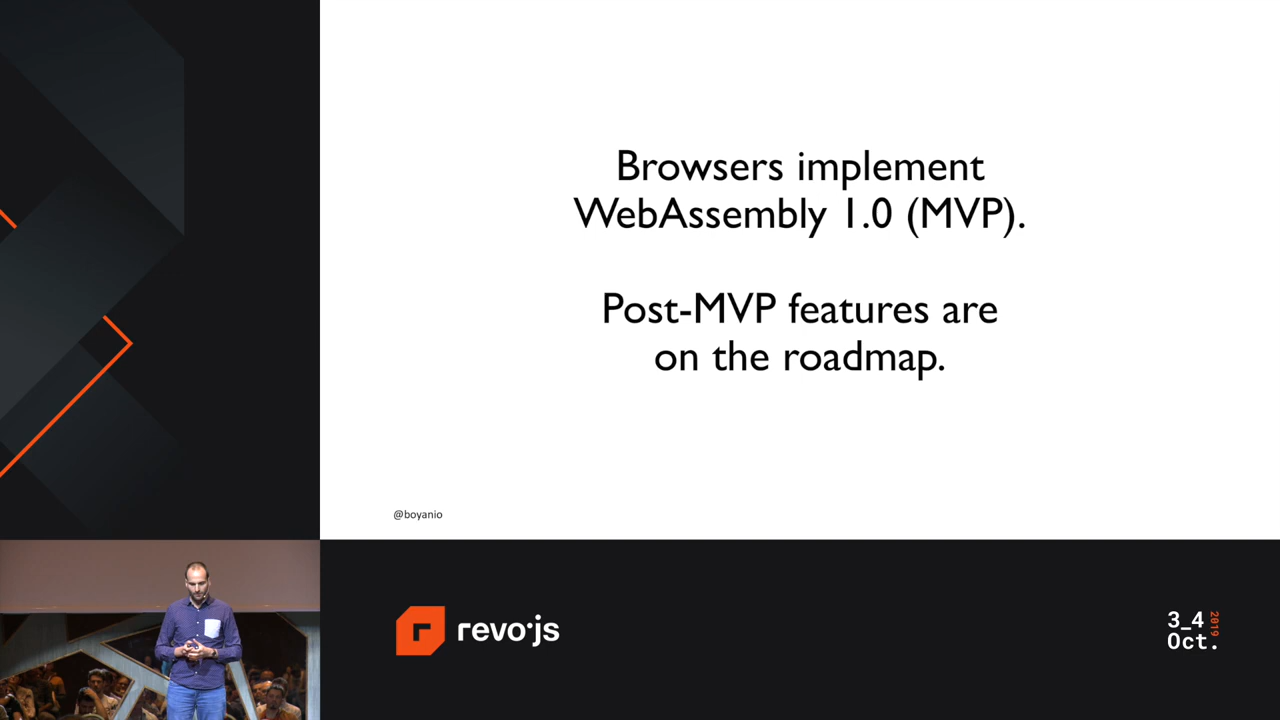 Browsers implement
WebAssembly 1.0 (MVP).
Post-MVP features are
on the roadmap.
@boyanio
r revo·js
3_4 2019
Oct.